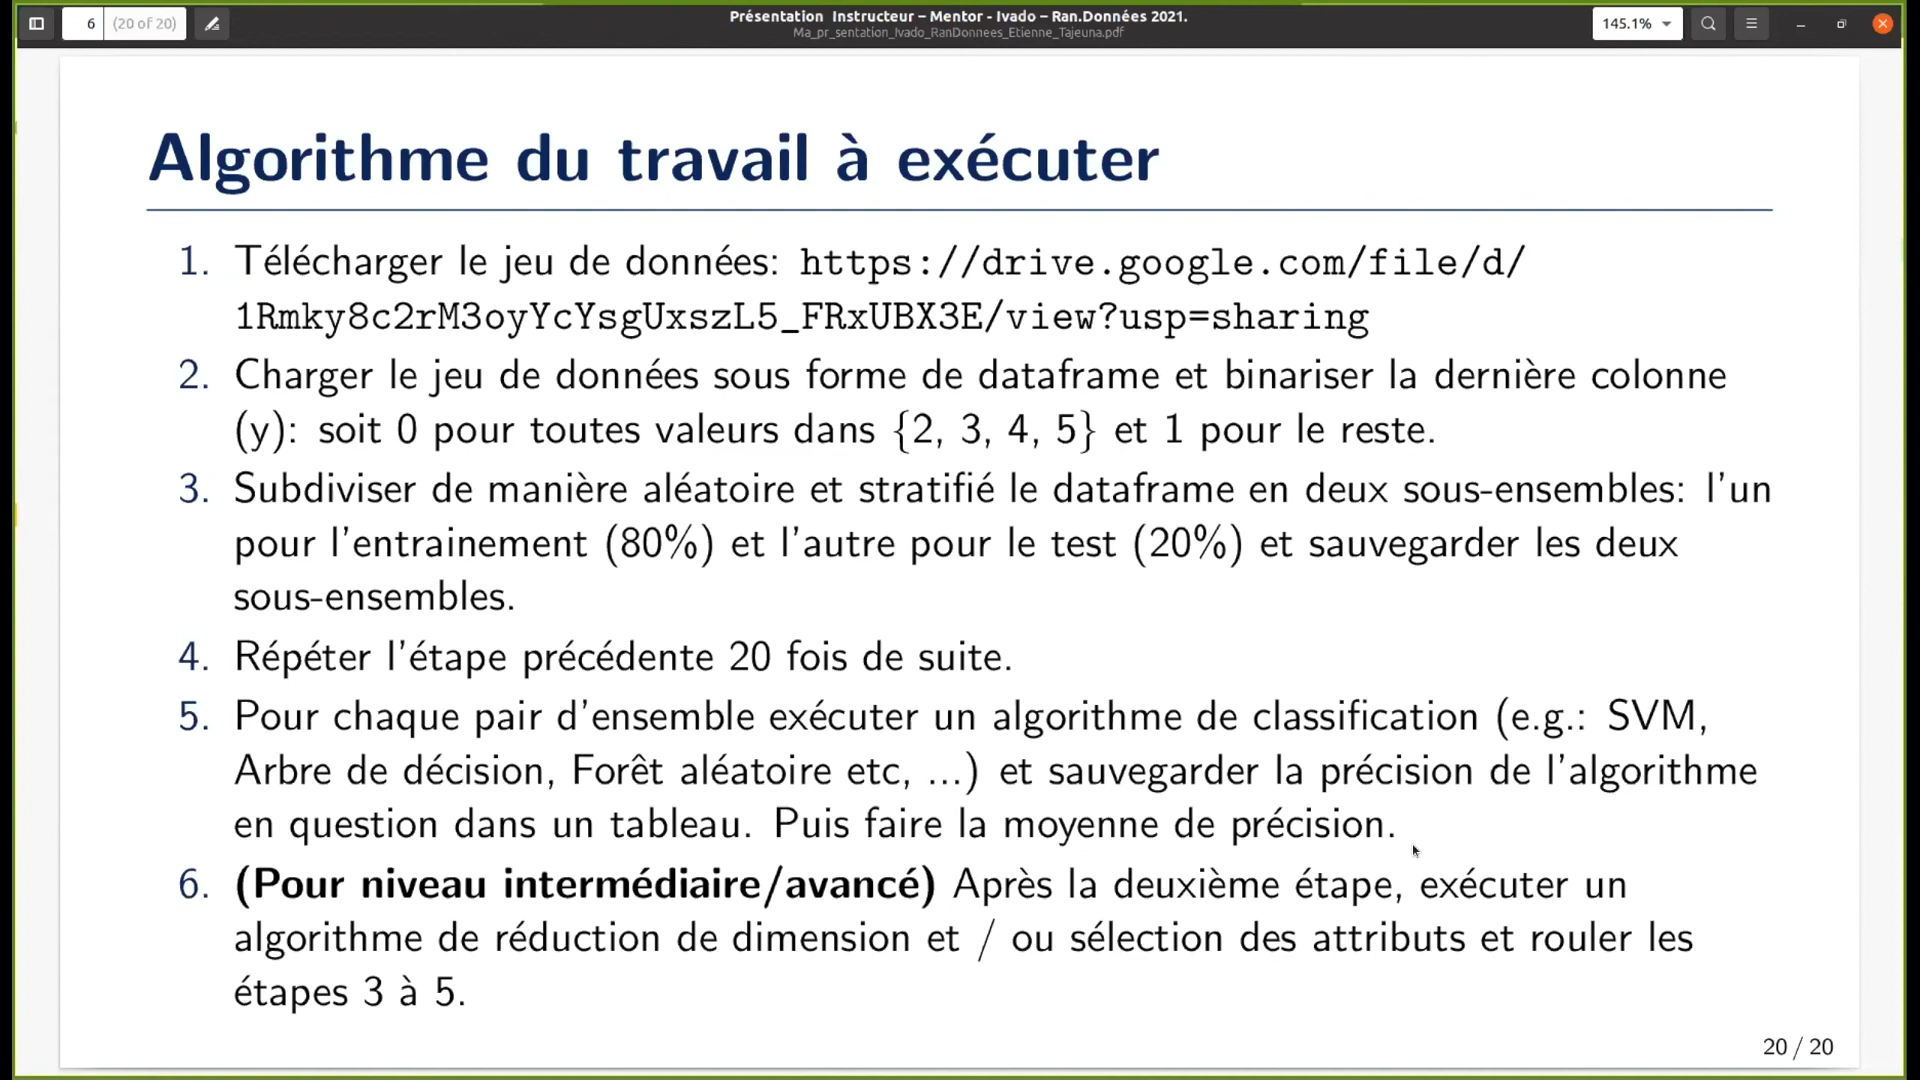 6
(20 of 20)
Présentation Instructeur – Mentor - Ivado – Ran.Données 2021.
Ma_pr_sentation_Ivado_RanDonnees_Etienne_Tajeuna.pdf
145.1%
Algorithme du travail à exécuter
1. Télécharger le jeu de données: https://drive.google.com/file/d/
1Rmky8c2rM3oyYcYsgUxszL5_FRxUBX3E/view?usp=sharing
2. Charger le jeu de données sous forme de dataframe et binariser la dernière colonne
(y): soit 0 pour toutes valeurs dans {2, 3, 4, 5} et 1 pour le reste.
3. Subdiviser de manière aléatoire et stratifié le dataframe en deux sous-ensembles: l'un
pour l'entrainement (80%) et l'autre pour le test (20%) et sauvegarder les deux
sous-ensembles.
4. Répéter l'étape précédente 20 fois de suite.
5. Pour chaque pair d'ensemble exécuter un algorithme de classification (e.g.: SVM,
Arbre de décision, Forêt aléatoire etc, ...) et sauvegarder la précision de l'algorithme
en question dans un tableau. Puis faire la moyenne de précision.
6. (Pour niveau intermédiaire/avancé) Après la deuxième étape, exécuter un
algorithme de réduction de dimension et / ou sélection des attributs et rouler les
étapes 3 à 5.
20 / 20